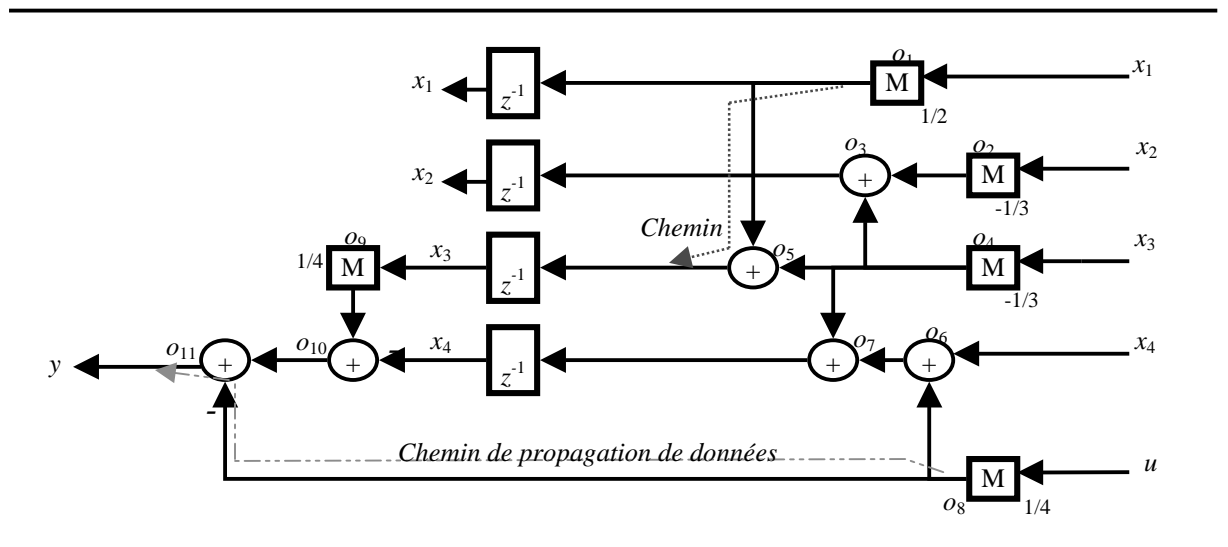 x1 z-1 o1 M 1/2 x1
x2 z-1 o3 + o2 M -1/3 x2
Chemin
1/4 o9 M x3 z-1 + o5 o4 M -1/3 x3
y o11 + o10 + - x4 z-1 + o7 o6 + x4
-
Chemin de propagation de données
o8 M 1/4 u